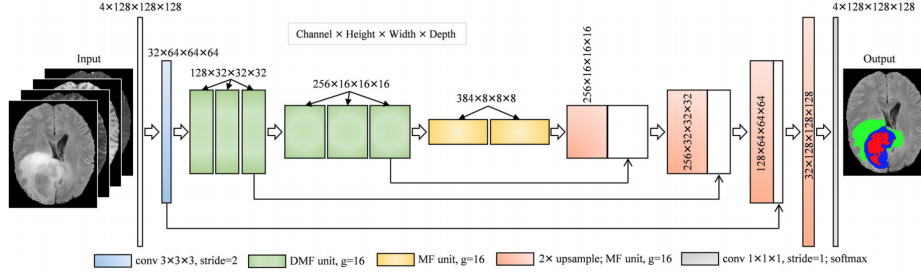 4×128×128×128
4×128×128×128
Channel × Height × Width × Depth
Input
32×64×64×64
128×32×32×32
256×16×16×16
384×8×8×8
256×16×16×16
256×32×32×32
128×64×64×64
32×128×128×128
Output
conv 3×3×3, stride=2
DMF unit, g=16
MF unit, g=16
2× upsample; MF unit, g=16
conv 1×1×1, stride=1; softmax